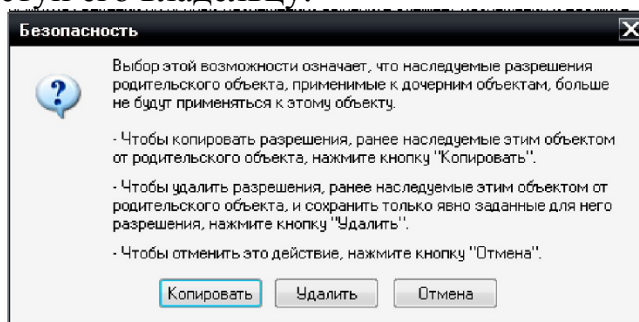 его владельцу.
Безопасность
Выбор этой возможности означает, что наследуемые разрешения
родительского объекта, применимые к дочерним объектам, больше
не будут применяться к этому объекту.
- Чтобы копировать разрешения, ранее наследуемые этим объектом
от родительского объекта, нажмите кнопку "Копировать".
- Чтобы удалить разрешения, ранее наследуемые этим объектом от
родительского объекта, и сохранить только явно заданные для него
разрешения, нажмите кнопку "Удалить".
- Чтобы отменить это действие, нажмите кнопку "Отмена".
Копировать Удалить Отмена